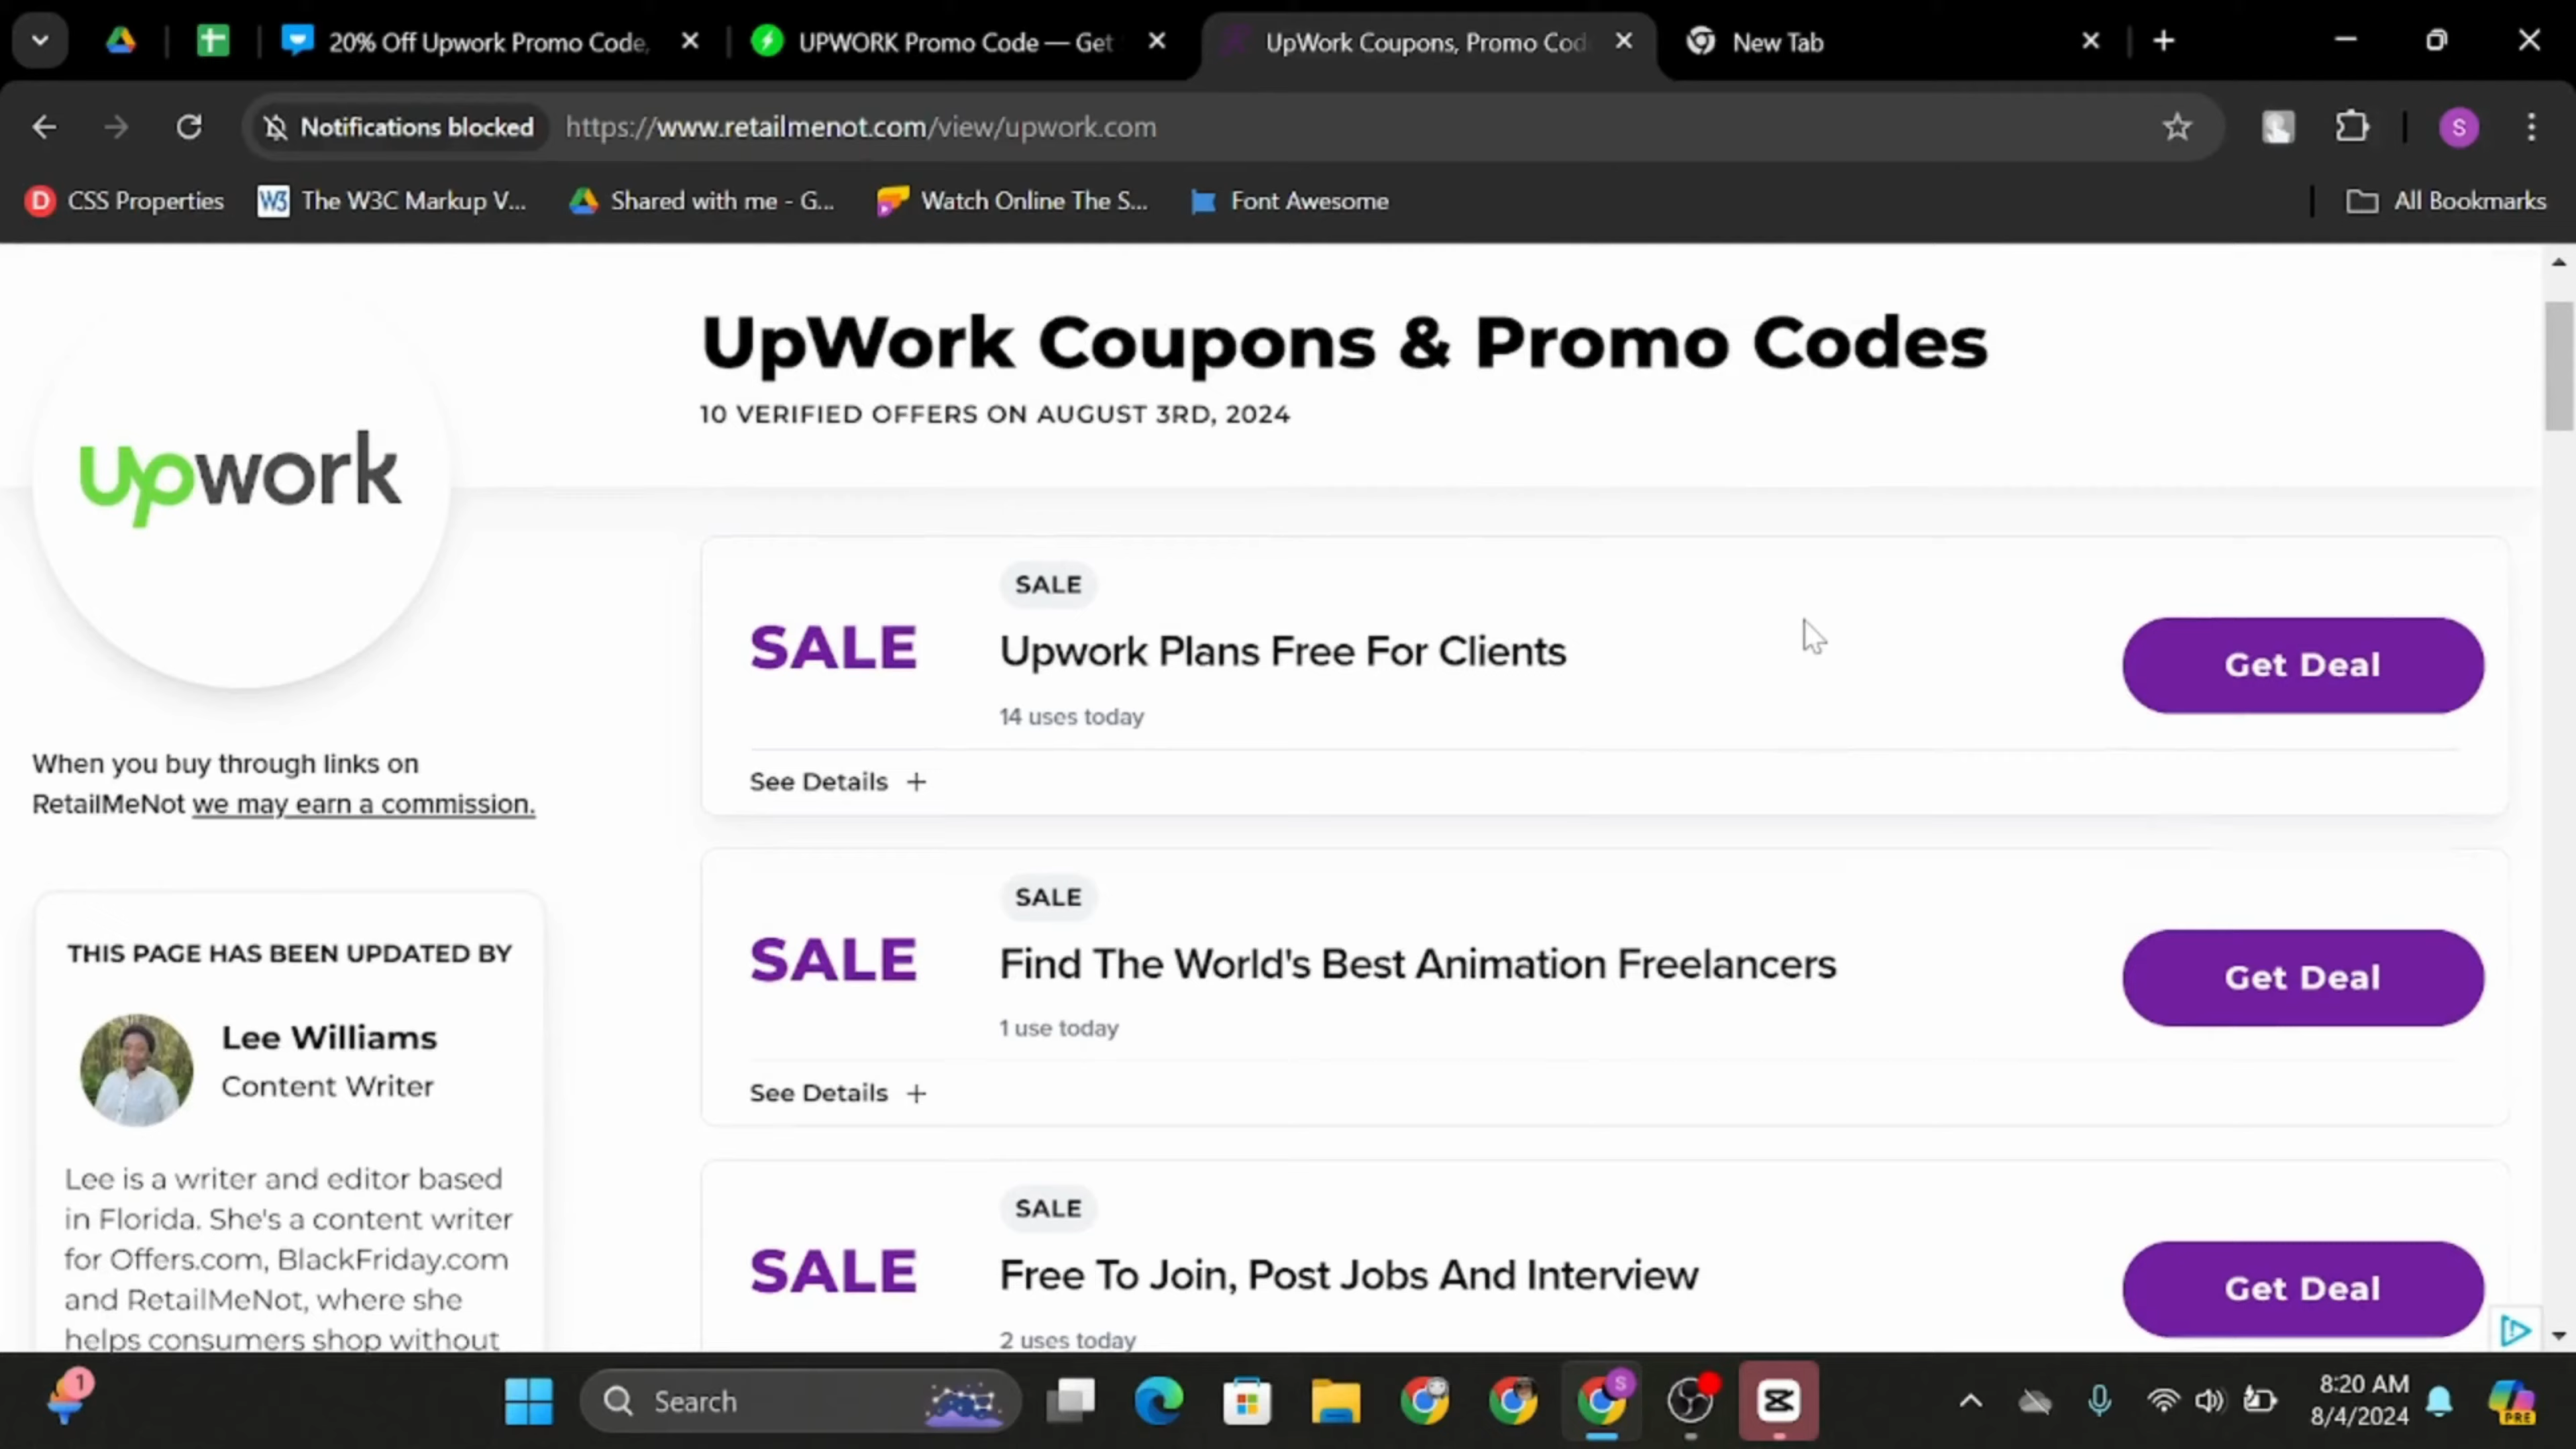 20% Off Upwork Promo Code,
UPWORK Promo Code — Get
UpWork Coupons, Promo Cod
New Tab
Notifications blocked
https://www.retailmenot.com/view/upwork.com
S
CSS Properties
The W3C Markup V...
Shared with me - G...
Watch Online The S...
Font Awesome
All Bookmarks
UpWork Coupons & Promo Codes
10 VERIFIED OFFERS ON AUGUST 3RD, 2024
upwork
When you buy through links on
RetailMeNot we may earn a commission.
THIS PAGE HAS BEEN UPDATED BY
Lee Williams
Content Writer
Lee is a writer and editor based
in Florida. She's a content writer
for Offers.com, BlackFriday.com
and RetailMeNot, where she
helps consumers shop without
SALE
SALE
Upwork Plans Free For Clients
14 uses today
Get Deal
See Details +
SALE
SALE
Find The World's Best Animation Freelancers
1 use today
Get Deal
See Details +
SALE
SALE
Free To Join, Post Jobs And Interview
2 uses today
Get Deal
1
Search
S
8:20 AM
8/4/2024
PRE